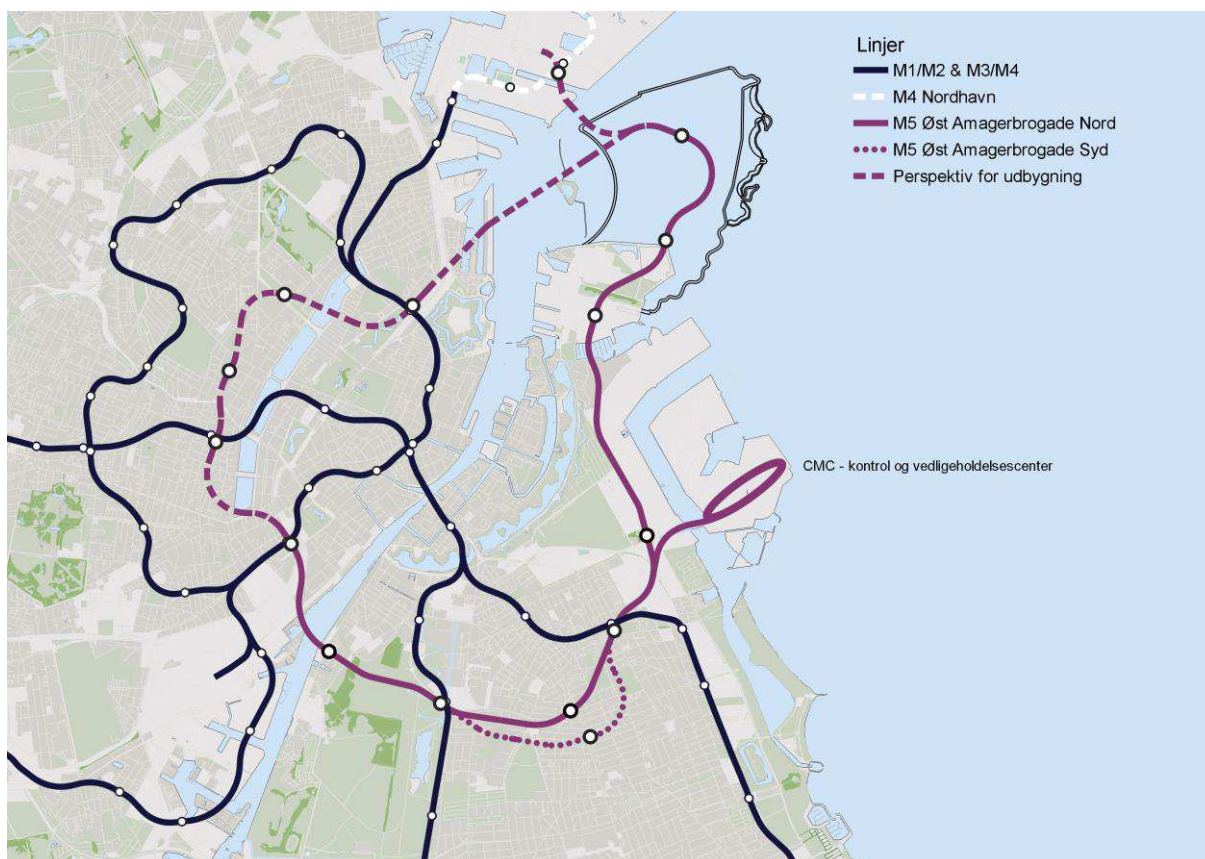 Linjer
M1/M2 & M3/M4
M4 Nordhavn
M5 Øst Amagerbrogade Nord
M5 Øst Amagerbrogade Syd
Perspektiv for udbygning
CMC - kontrol og vedligeholdelsescenter